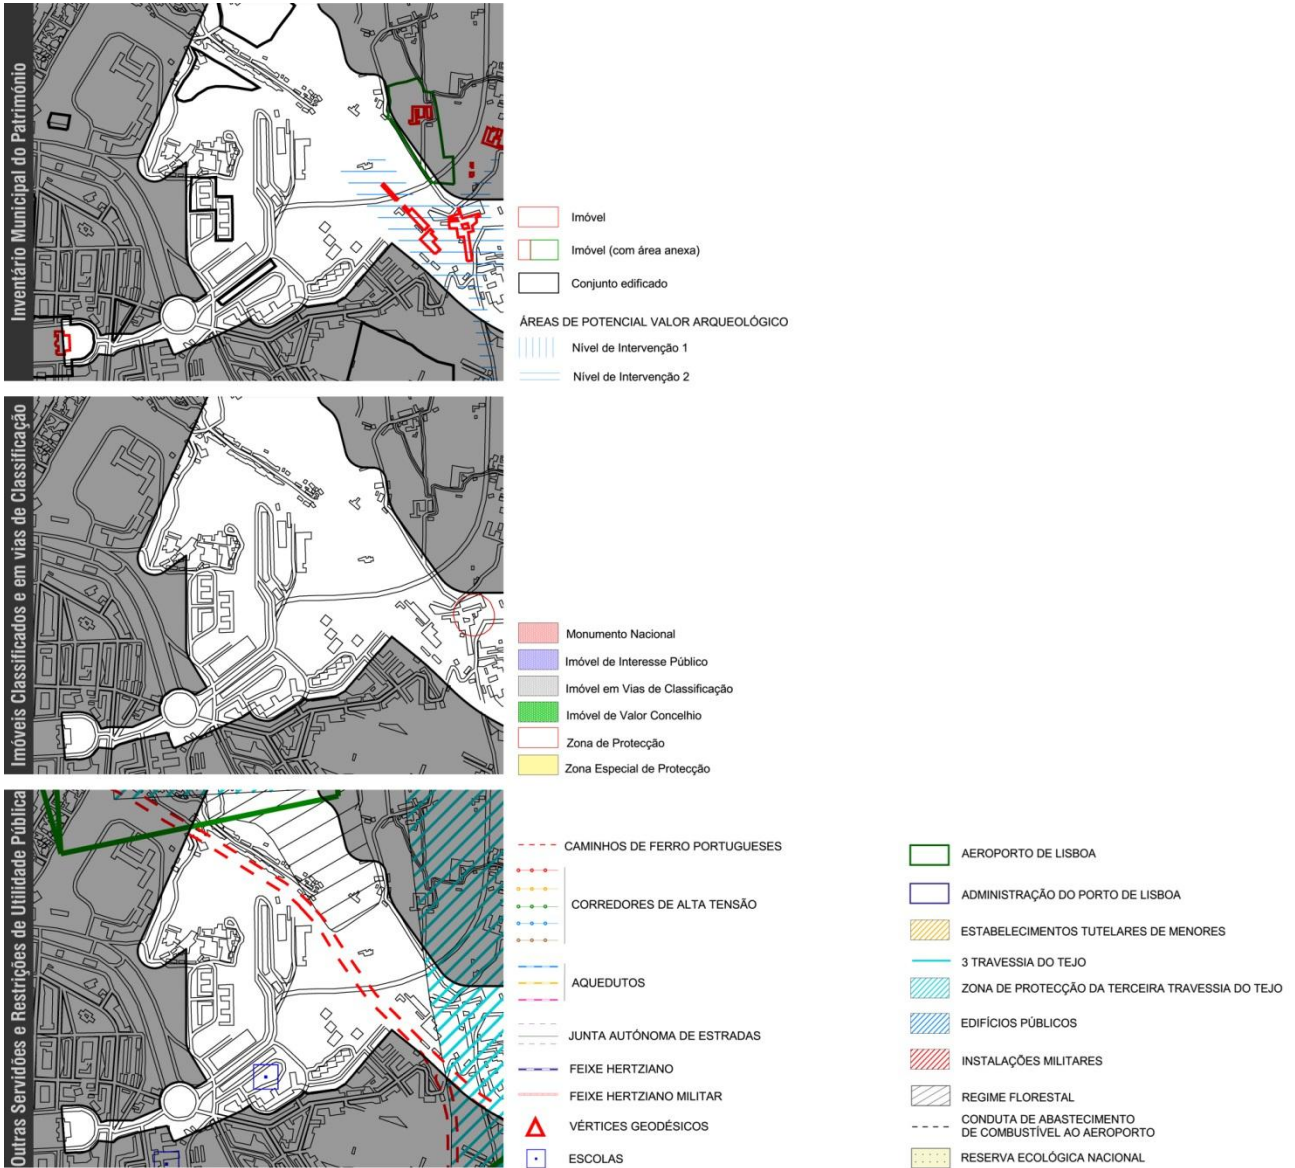 Inventário Municipal do Património
Imóvel
Imóvel (com área anexa)
Conjunto edificado
ÁREAS DE POTENCIAL VALOR ARQUEOLÓGICO
Nível de Intervenção 1
Nível de Intervenção 2
Imóveis Classificados e em vias de Classificação
Monumento Nacional
Imóvel de Interesse Público
Imóvel em Vias de Classificação
Imóvel de Valor Concelhio
Zona de Protecção
Zona Especial de Protecção
Outras Servidões e Restrições de Utilidade Pública
CAMINHOS DE FERRO PORTUGUESES
CORREDORES DE ALTA TENSÃO
AQUEDUTOS
JUNTA AUTÓNOMA DE ESTRADAS
FEIXE HERTZIANO
FEIXE HERTZIANO MILITAR
VÉRTICES GEODÉSICOS
ESCOLAS
AEROPORTO DE LISBOA
ADMINISTRAÇÃO DO PORTO DE LISBOA
ESTABELECIMENTOS TUTELARES DE MENORES
3 TRAVESSIA DO TEJO
ZONA DE PROTECÇÃO DA TERCEIRA TRAVESSIA DO TEJO
EDIFÍCIOS PÚBLICOS
INSTALAÇÕES MILITARES
REGIME FLORESTAL
CONDUTA DE ABASTECIMENTO
DE COMBUSTÍVEL AO AEROPORTO
RESERVA ECOLÓGICA NACIONAL